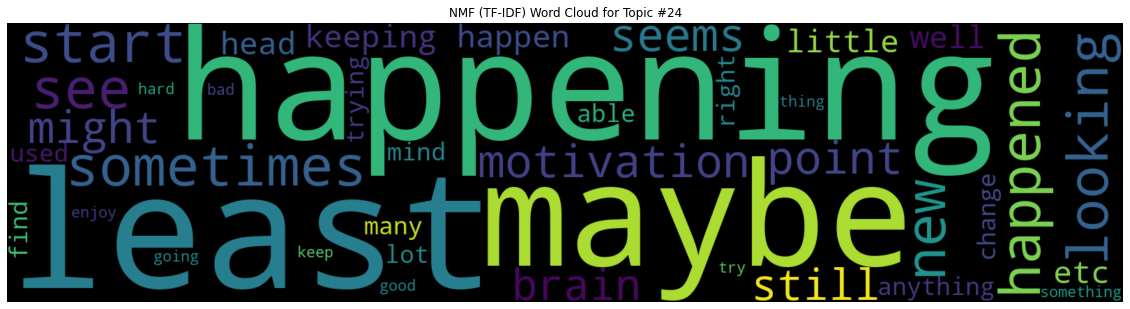 NMF (TF-IDF) Word Cloud for Topic #24
start
head
keeping
happen
seems
little
well
see
hard
bad
trying
happening
able
right
thing
happened
looking
might
used
sometimes
mind
motivation
point
least
maybe
new
change
find
enjoy
many
going
keep
lot
good
brain
try
still
anything
etc
something